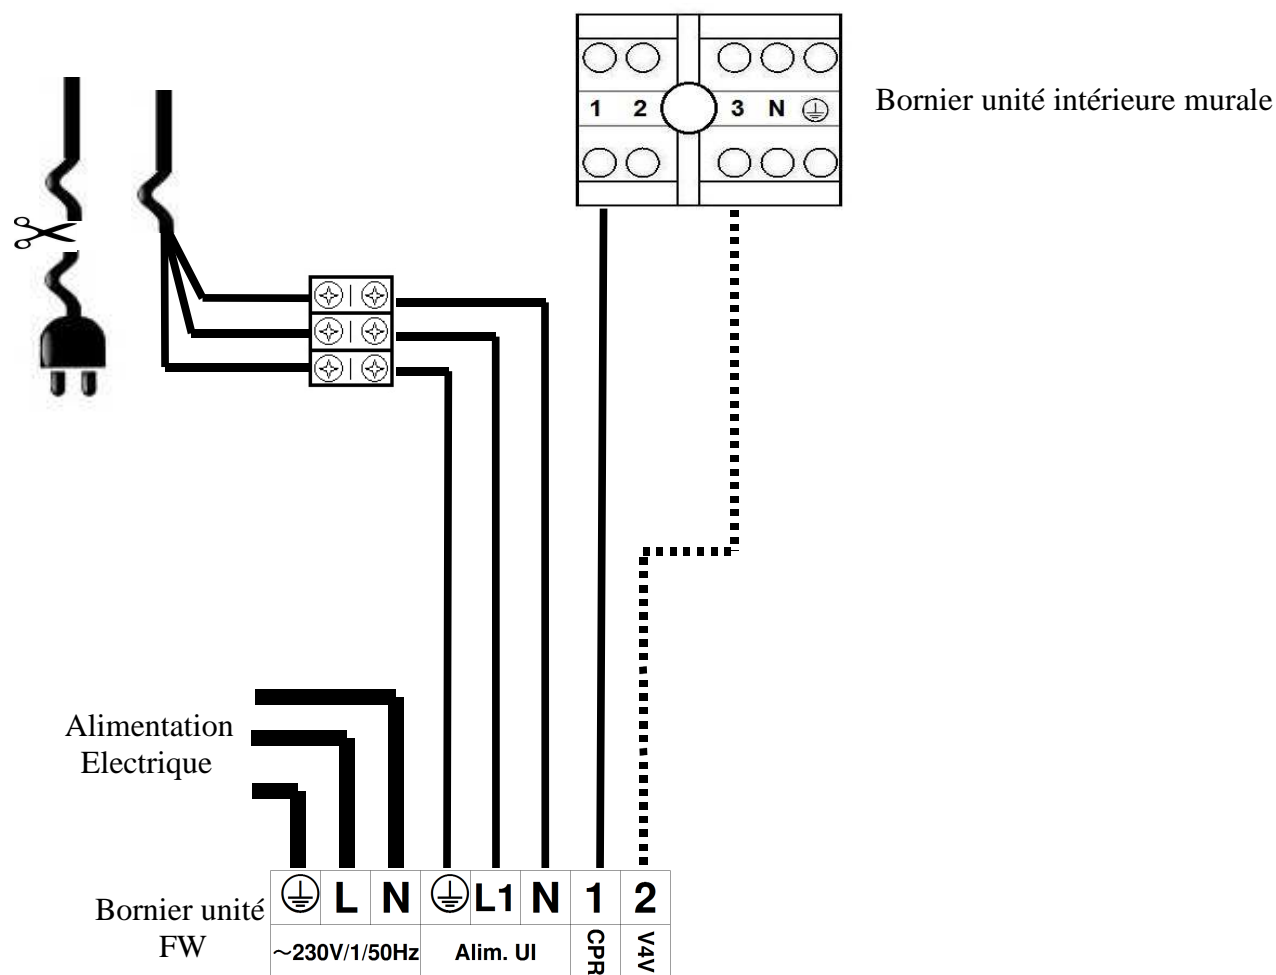 1 2 3 N
Bornier unité intérieure murale
Alimentation
Electrique
Bornier unité
FW
L N L1 N 1 2
~230V/1/50Hz Alim. UI CPR V4V